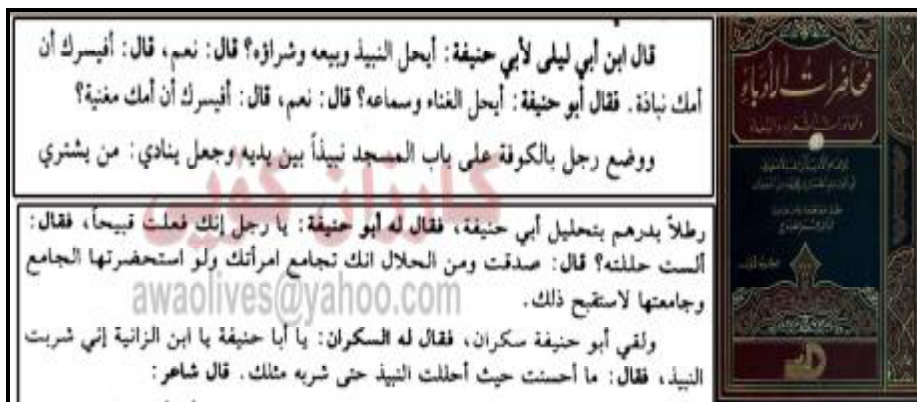 قال ابن أبي ليلى لأبي حنيفة: أيحل النبيذ وبيعه وشراؤه؟ قال: نعم، قال: أفيسرك أن
أمك نباذة. فقال أبو حنيفة: أيحل الغناء وسماعه؟ قال: نعم، قال: أفيسرك أن أمك مغنية؟
ووضع رجل بالكوفة على باب المسجد نبيذاً بين يديه وجعل ينادي: من يشتري
رطلاً بدرهم بتحليل أبي حنيفة، فقال له أبو حنيفة: يا رجل إنك فعلت قبيحاً، فقال:
ألست حللته؟ قال: صدقت ومن الحلال انك تجامع امرأتك ولو استحضرتها الجامع
وجامعتها لاستقبح ذلك.
ولقي أبو حنيفة سكران، فقال له السكران: يا أبا حنيفة يا ابن الزانية إني شربت
النبيذ، فقال: ما أحسنت حيث أحللت النبيذ حتى شربه مثلك. قال شاعر:
كارزان كوبى
awaolives@yahoo.com
محاضرات الأدباء